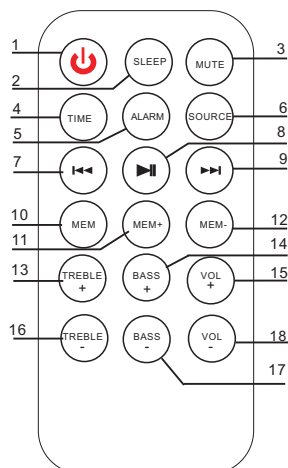 1
2
SLEEP
MUTE
3
4
TIME
ALARM
SOURCE
6
5
8
7
9
10
MEM
MEM+
MEM-
12
11
14
13
TREBLE
+
BASS
+
VOL
+
15
16
TREBLE
-
BASS
-
VOL
-
18
17